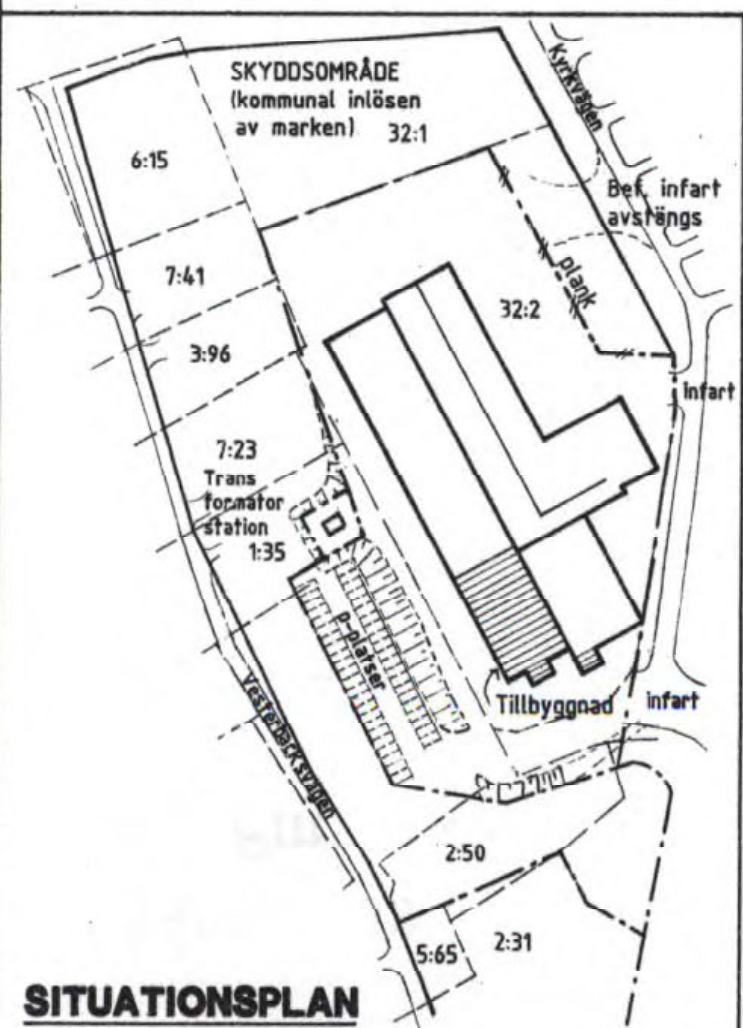 SKYDDSOMRÅDE
(kommunal inlösen
av marken)
32:1
Kyrkvägen
6:15
Bef. infart
avstängs
7:41
plank
32:2
3:96
infart
7:23
Trans
formator
station
1:35
p-platser
Tillbyggnad
infart
Vesterbacksvägen
2:50
5:65
2:31
SITUATIONSPLAN